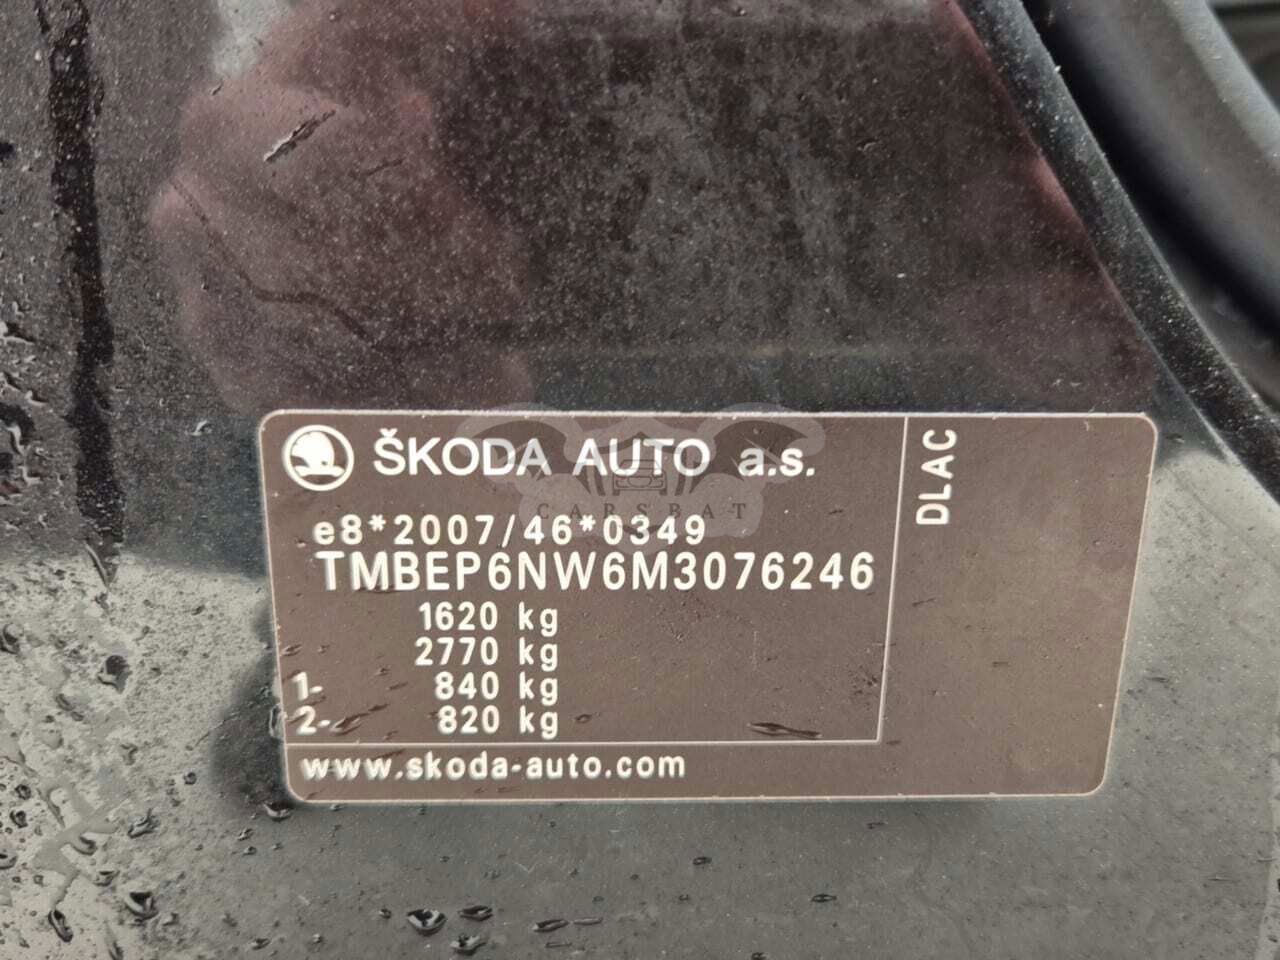 ŠKODA AUTO a.s.
e8*2007/46*0349
TMBEP6NW6M3076246
1620 kg
2770 kg
1- 840 kg
2- 820 kg
www.skoda-auto.com
DLAC
CARSBAT